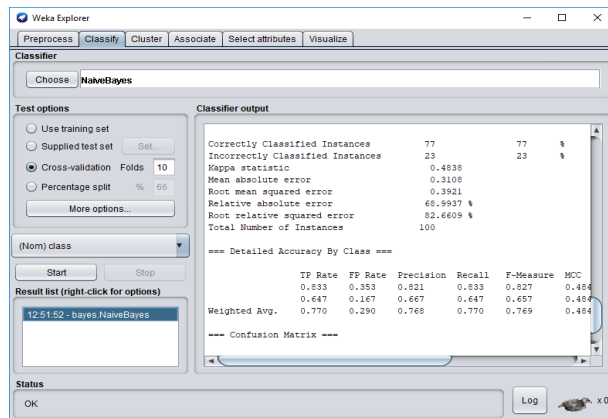 Weka Explorer
Preprocess Classify Cluster Associate Select attributes Visualize
Classifier
Choose NaiveBayes
Test options
Use training set
Supplied test set Set...
Cross-validation Folds 10
Percentage split % 66
More options...
(Nom) class
Start Stop
Result list (right-click for options)
12:51:52 - bayes.NaiveBayes
Classifier output
Correctly Classified Instances 77 77 %
Incorrectly Classified Instances 23 23 %
Kappa statistic 0.4838
Mean absolute error 0.3108
Root mean squared error 0.3921
Relative absolute error 68.9937 %
Root relative squared error 82.6609 %
Total Number of Instances 100
=== Detailed Accuracy By Class ===
TP Rate FP Rate Precision Recall F-Measure MCC
0.833 0.353 0.821 0.833 0.827 0.484
0.647 0.167 0.667 0.647 0.657 0.484
Weighted Avg. 0.770 0.290 0.768 0.770 0.769 0.484
=== Confusion Matrix ===
Status
OK
Log x 0